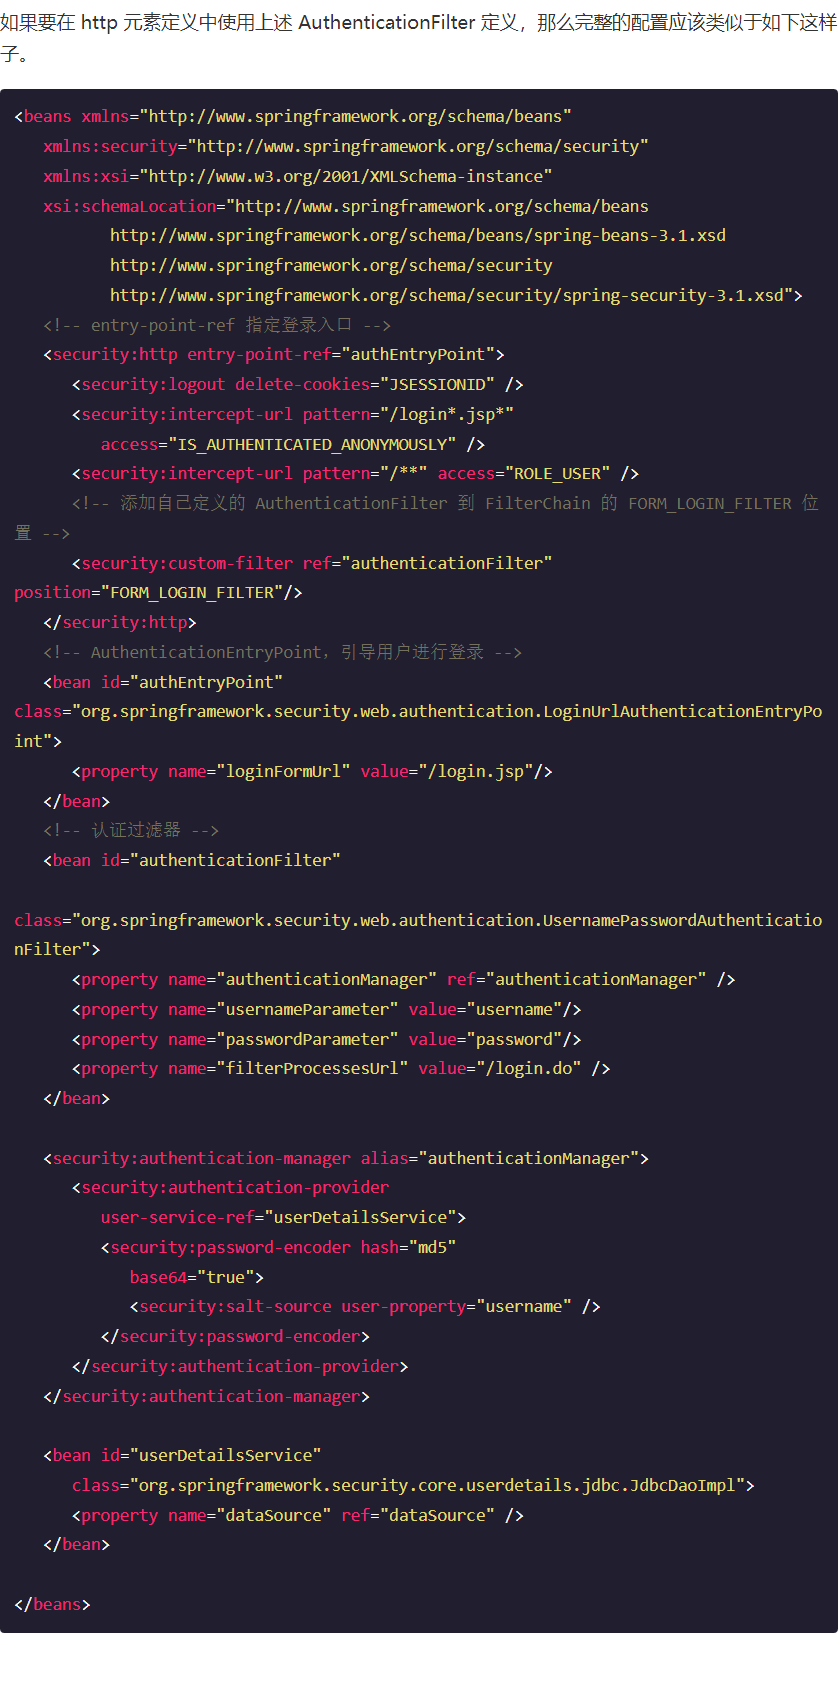 如果要在 http 元素定义中使用上述 AuthenticationFilter 定义，那么完整的配置应该类似于如下这样
子。
<beans xmlns="http://www.springframework.org/schema/beans"
   xmlns:security="http://www.springframework.org/schema/security"
   xmlns:xsi="http://www.w3.org/2001/XMLSchema-instance"
   xsi:schemaLocation="http://www.springframework.org/schema/beans
          http://www.springframework.org/schema/beans/spring-beans-3.1.xsd
          http://www.springframework.org/schema/security
          http://www.springframework.org/schema/security/spring-security-3.1.xsd">
   <!-- entry-point-ref 指定登录入口 -->
   <security:http entry-point-ref="authEntryPoint">
      <security:logout delete-cookies="JSESSIONID" />
      <security:intercept-url pattern="/login*.jsp*"
         access="IS_AUTHENTICATED_ANONYMOUSLY" />
      <security:intercept-url pattern="/**" access="ROLE_USER" />
      <!-- 添加自己定义的 AuthenticationFilter 到 FilterChain 的 FORM_LOGIN_FILTER 位
置 -->
      <security:custom-filter ref="authenticationFilter"
position="FORM_LOGIN_FILTER"/>
   </security:http>
   <!-- AuthenticationEntryPoint，引导用户进行登录 -->
   <bean id="authEntryPoint"
class="org.springframework.security.web.authentication.LoginUrlAuthenticationEntryPo
int">
      <property name="loginFormUrl" value="/login.jsp"/>
   </bean>
   <!-- 认证过滤器 -->
   <bean id="authenticationFilter"
class="org.springframework.security.web.authentication.UsernamePasswordAuthenticatio
nFilter">
      <property name="authenticationManager" ref="authenticationManager" />
      <property name="usernameParameter" value="username"/>
      <property name="passwordParameter" value="password"/>
      <property name="filterProcessesUrl" value="/login.do" />
   </bean>
   <security:authentication-manager alias="authenticationManager">
      <security:authentication-provider
         user-service-ref="userDetailsService">
         <security:password-encoder hash="md5"
            base64="true">
            <security:salt-source user-property="username" />
         </security:password-encoder>
      </security:authentication-provider>
   </security:authentication-manager>
   <bean id="userDetailsService"
      class="org.springframework.security.core.userdetails.jdbc.JdbcDaoImpl">
      <property name="dataSource" ref="dataSource" />
   </bean>
</beans>